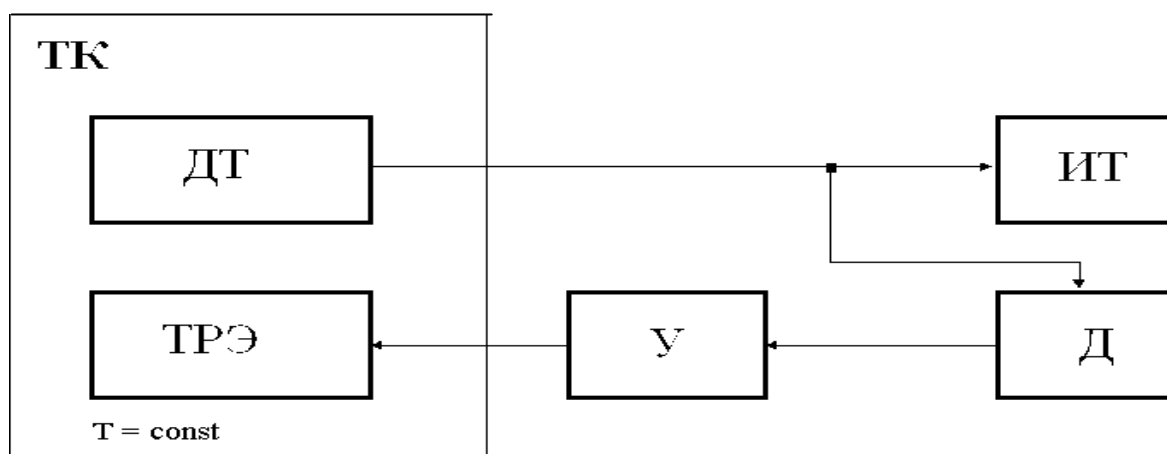 ТК
ДТ
ИТ
ТРЭ
У
Д
T = const